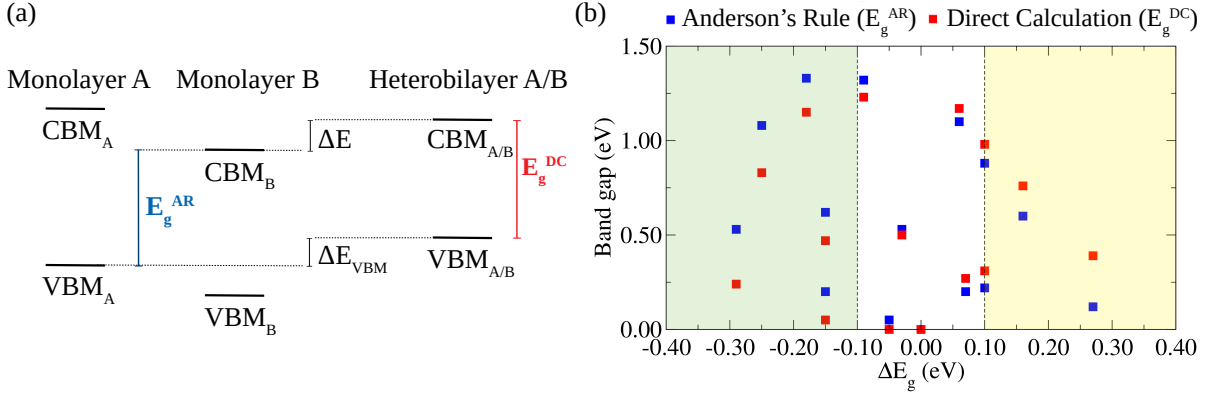 (a)
Monolayer A
Monolayer B
Heterobilayer A/B
CBM_A
CBM_B
ΔE
CBM_A/B
E_g^AR
E_g^DC
VBM_A
VBM_B
ΔE_VBM
VBM_A/B
(b)
Anderson's Rule (E_g^AR)
Direct Calculation (E_g^DC)
1.50
1.00
0.50
0.00
Band gap (eV)
-0.40 -0.30 -0.20 -0.10 0.00 0.10 0.20 0.30 0.40
ΔE_g (eV)